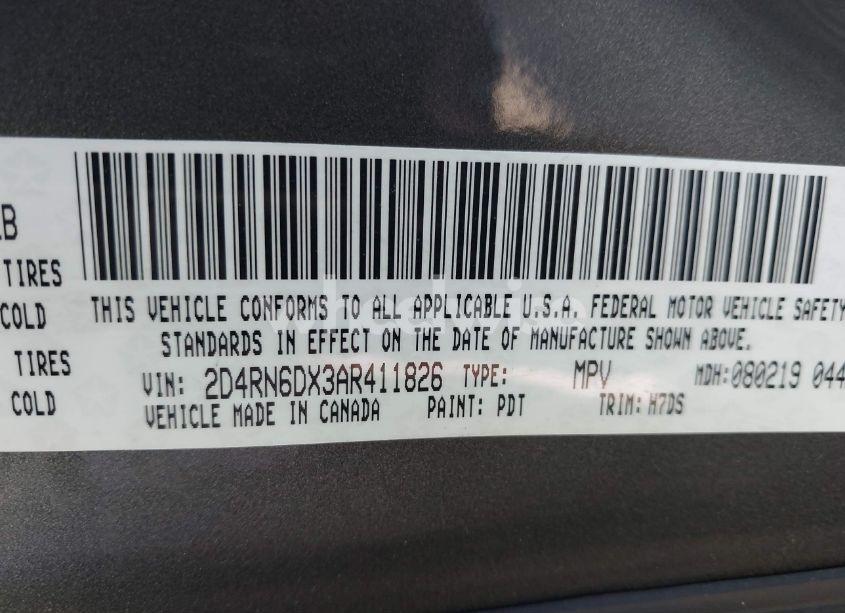 TIRES
COLD
TIRES
COLD
THIS VEHICLE CONFORMS TO ALL APPLICABLE U.S.A. FEDERAL MOTOR VEHICLE SAFETY
STANDARDS IN EFFECT ON THE DATE OF MANUFACTURE SHOWN ABOVE.
VIN: 2D4RN6DX3AR411826 TYPE: MPV MDH:080219 044
VEHICLE MADE IN CANADA PAINT: PDT TRIM: H7DS